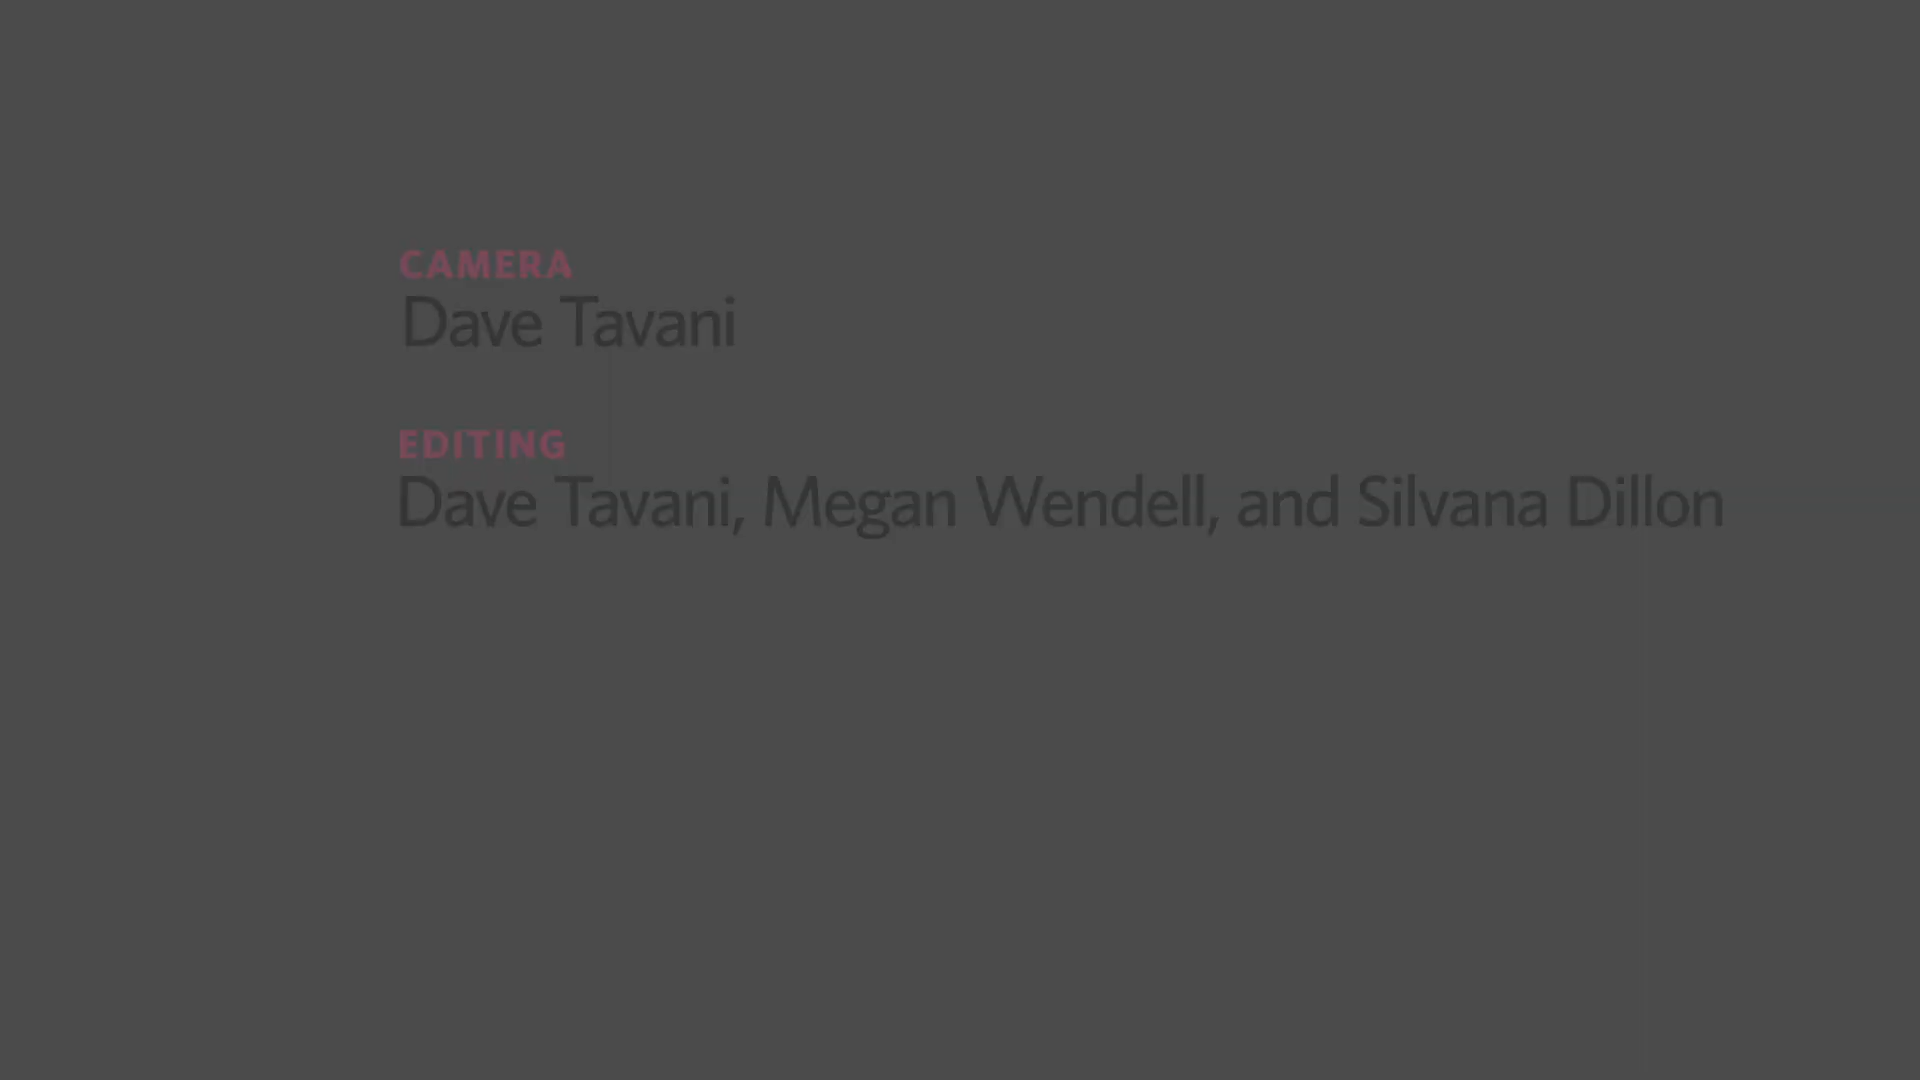 CAMERA
Dave Tavani
EDITING
Dave Tavani, Megan Wendell, and Silvana Dillon